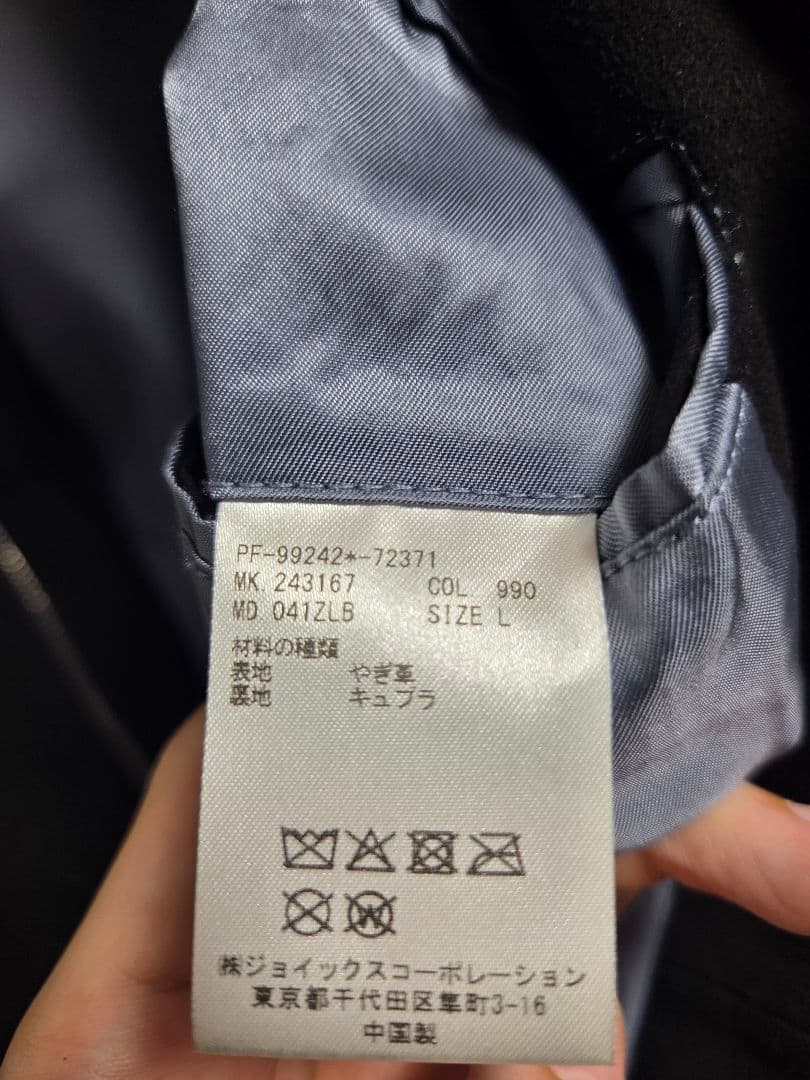 PF-99242*-72371
MK 243167 COL 990
MD 041ZLB SIZE L
材料の種類
表地 やぎ革
裏地 キュプラ
W
㈱ジョイックスコーポレーション
東京都千代田区隼町3-16
中国製